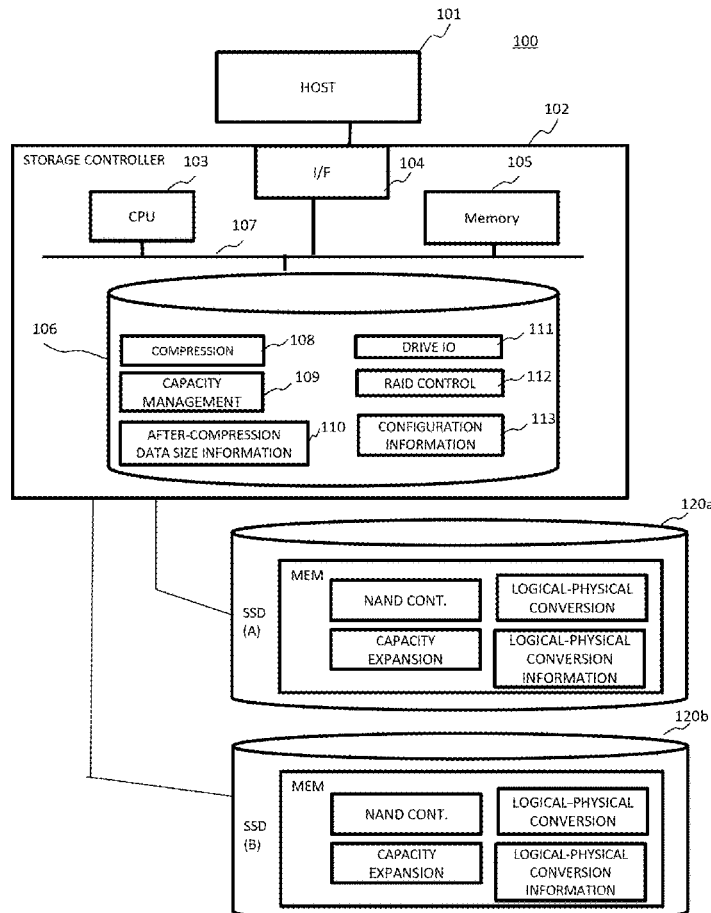 101
100
HOST
102
STORAGE CONTROLLER
103
I/F
104
105
CPU
Memory
107
106
COMPRESSION
108
DRIVE IO
111
CAPACITY
MANAGEMENT
109
RAID CONTROL
112
AFTER-COMPRESSION
DATA SIZE INFORMATION
110
CONFIGURATION
INFORMATION
113
120a
MEM
SSD
(A)
NAND CONT.
LOGICAL-PHYSICAL
CONVERSION
CAPACITY
EXPANSION
LOGICAL-PHYSICAL
CONVERSION
INFORMATION
120b
MEM
SSD
(B)
NAND CONT.
LOGICAL-PHYSICAL
CONVERSION
CAPACITY
EXPANSION
LOGICAL-PHYSICAL
CONVERSION
INFORMATION